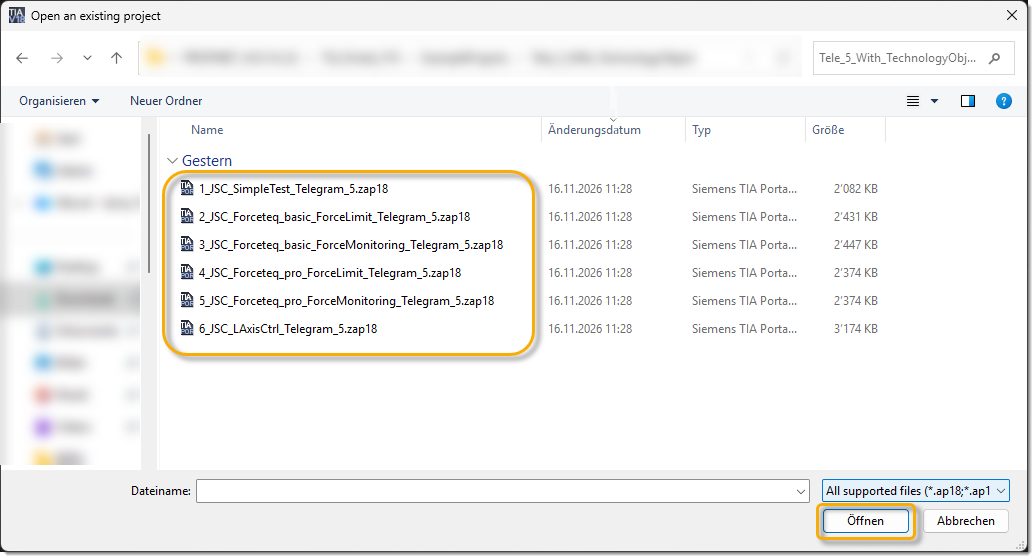 Open an existing project
Tele_5_With_TechnologyObj...
Organisieren Neuer Ordner
Name Änderungsdatum Typ Größe
Gestern
1_JSC_SimpleTest_Telegram_5.zap18 16.11.2026 11:28 Siemens TIA Porta... 2'082 KB
2_JSC_Forceteq_basic_ForceLimit_Telegram_5.zap18 16.11.2026 11:28 Siemens TIA Porta... 2'431 KB
3_JSC_Forceteq_basic_ForceMonitoring_Telegram_5.zap18 16.11.2026 11:28 Siemens TIA Porta... 2'447 KB
4_JSC_Forceteq_pro_ForceLimit_Telegram_5.zap18 16.11.2026 11:28 Siemens TIA Porta... 2'374 KB
5_JSC_Forceteq_pro_ForceMonitoring_Telegram_5.zap18 16.11.2026 11:28 Siemens TIA Porta... 2'374 KB
6_JSC_LAxisCtrl_Telegram_5.zap18 16.11.2026 11:28 Siemens TIA Porta... 3'174 KB
Dateiname: All supported files (*.ap18;*.ap1
Öffnen Abbrechen